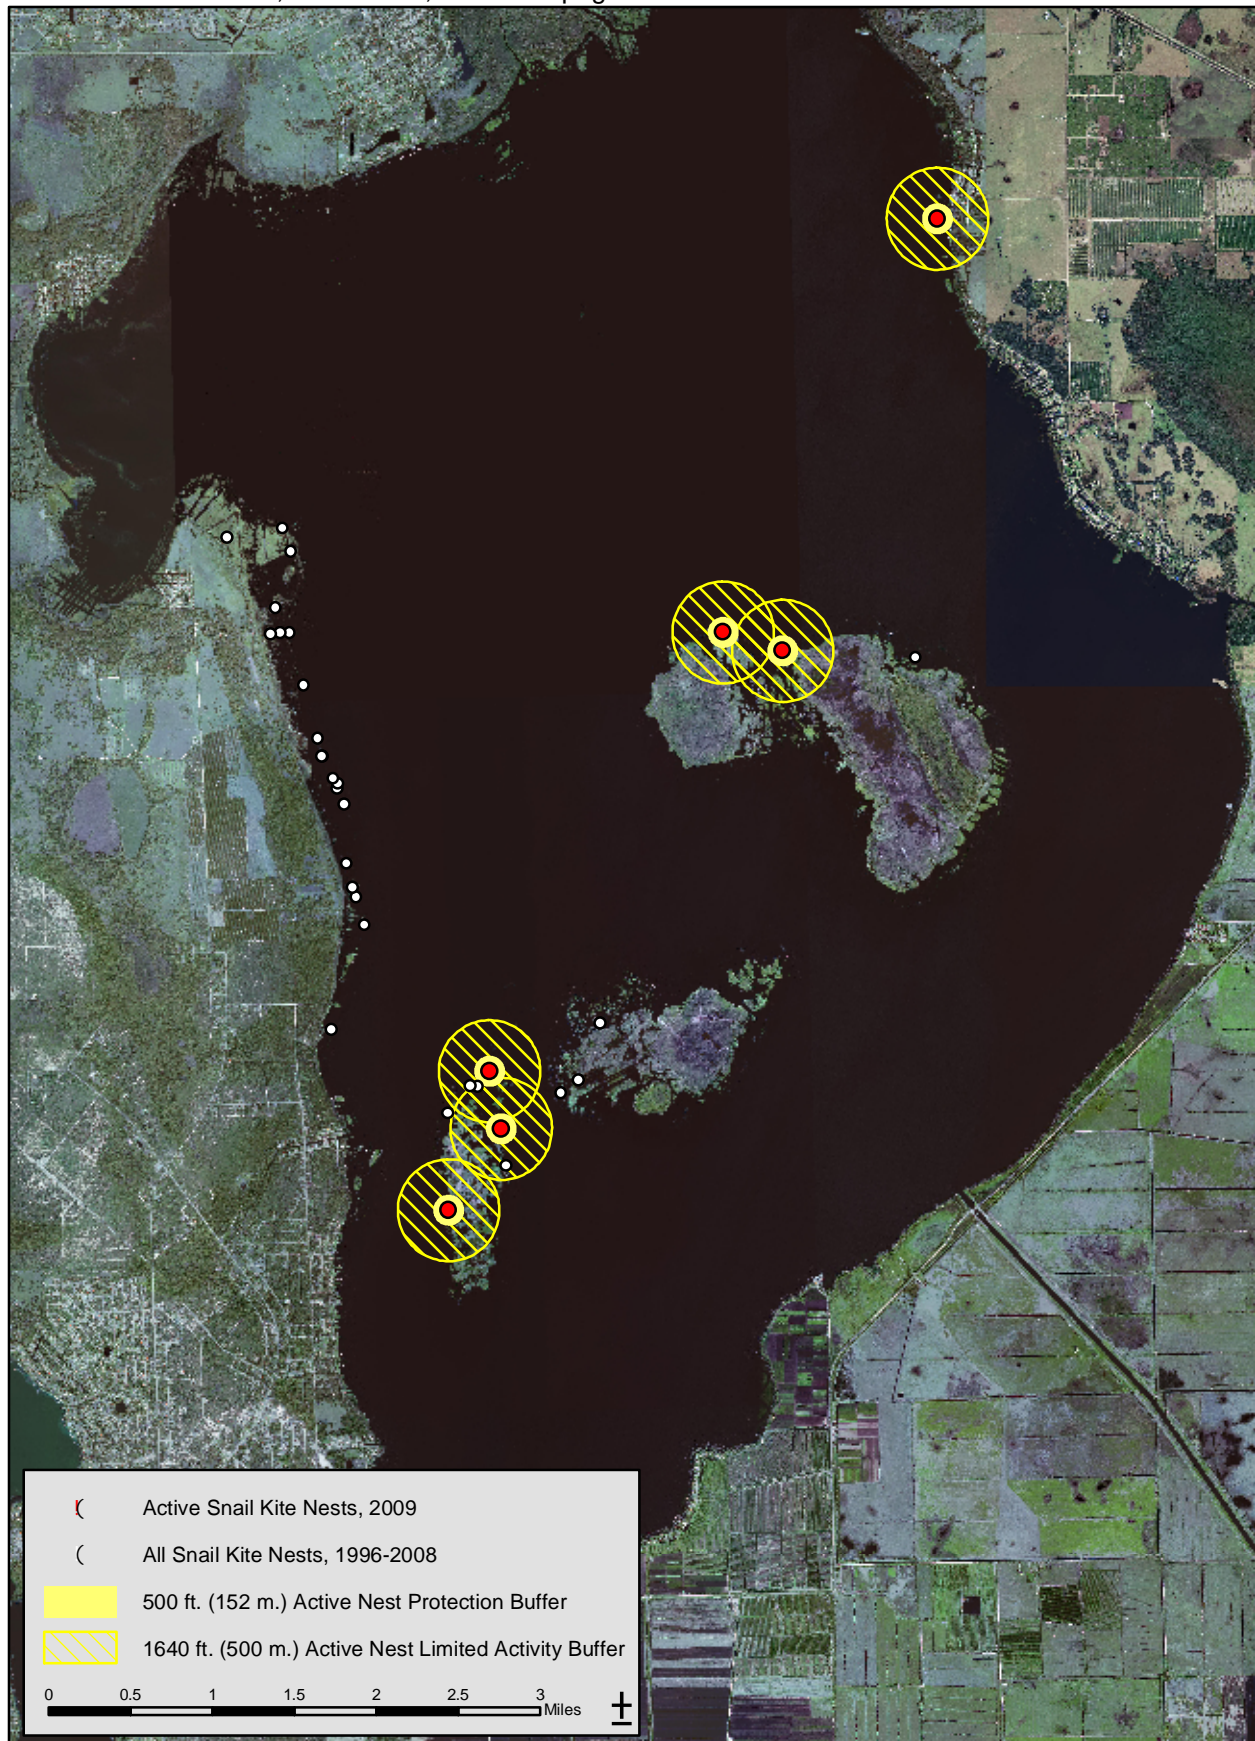 Active Snail Kite Nests, 2009
All Snail Kite Nests, 1996-2008
500 ft. (152 m.) Active Nest Protection Buffer
1640 ft. (500 m.) Active Nest Limited Activity Buffer
0 0.5 1 1.5 2 2.5 3
Miles